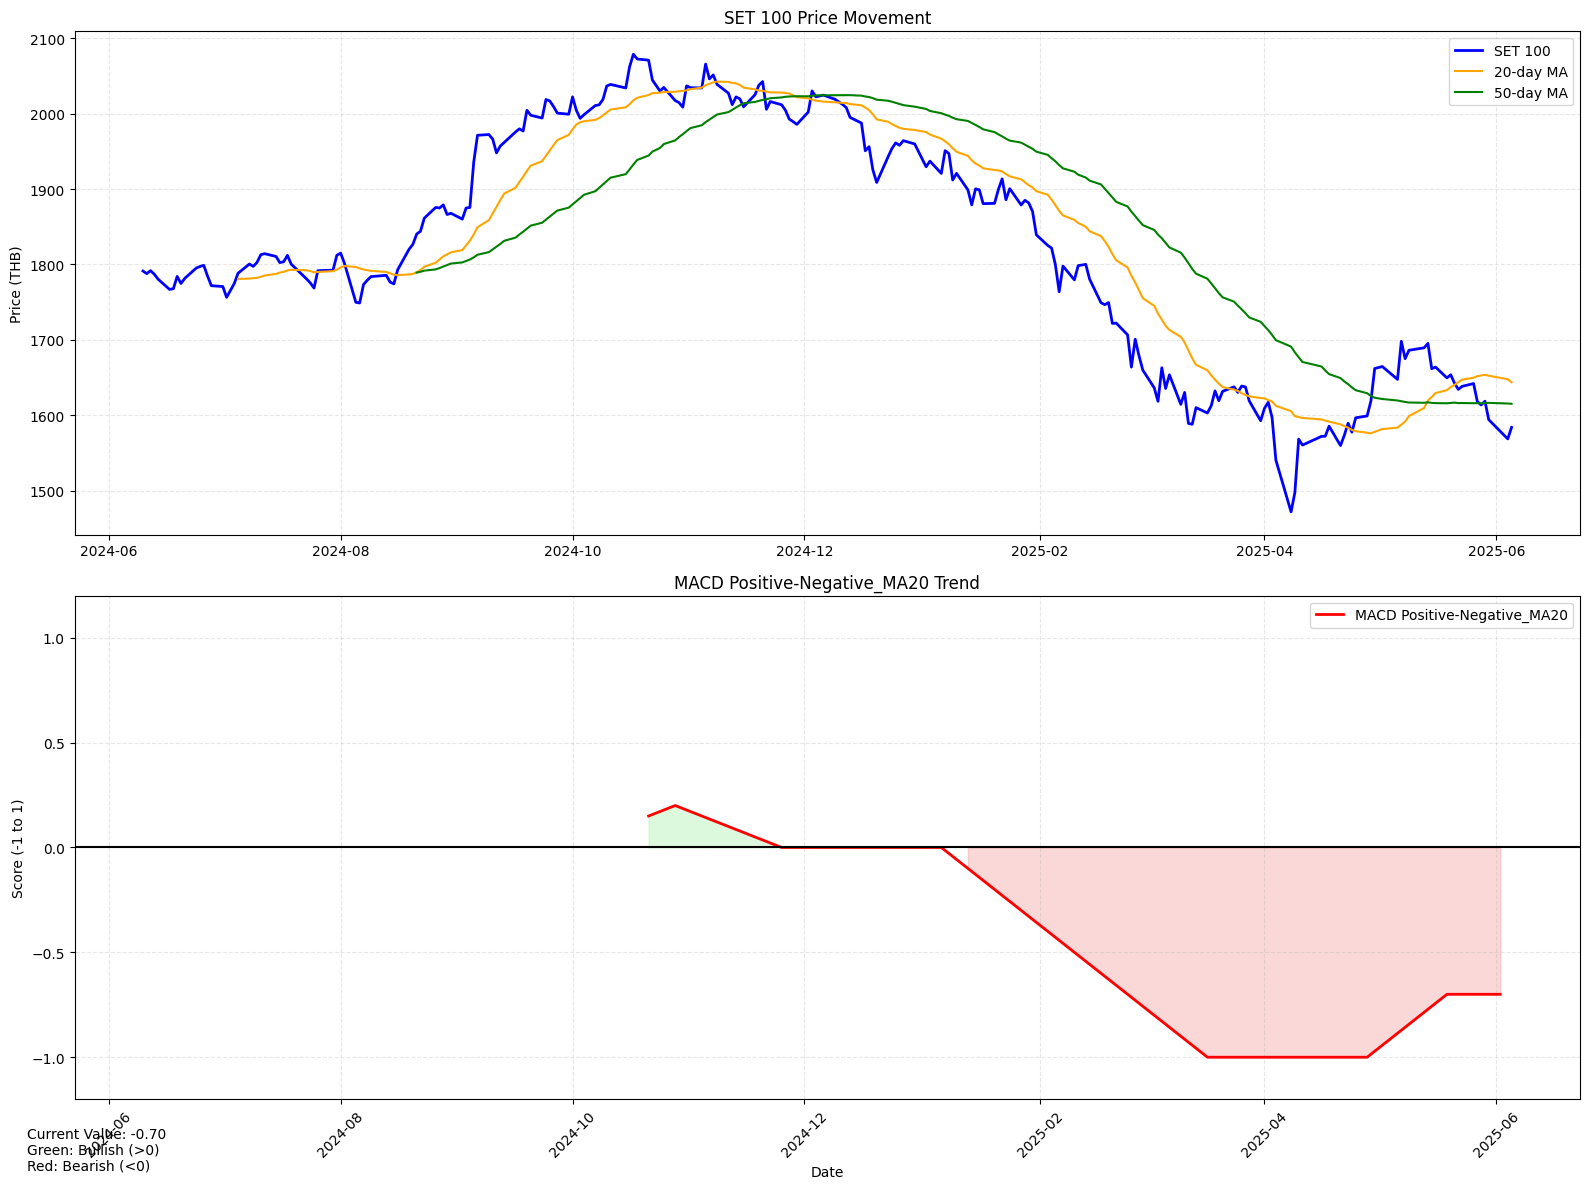 SET 100 Price Movement
SET 100
20-day MA
50-day MA
Price (THB)
2100
2000
1900
1800
1700
1600
1500
2024-06 2024-08 2024-10 2024-12 2025-02 2025-04 2025-06
MACD Positive-Negative_MA20 Trend
MACD Positive-Negative_MA20
Score (-1 to 1)
1.0
0.5
0.0
−0.5
−1.0
2024-06 2024-08 2024-10 2024-12 2025-02 2025-04 2025-06
Date
Current Value: -0.70
Green: Bullish (>0)
Red: Bearish (<0)